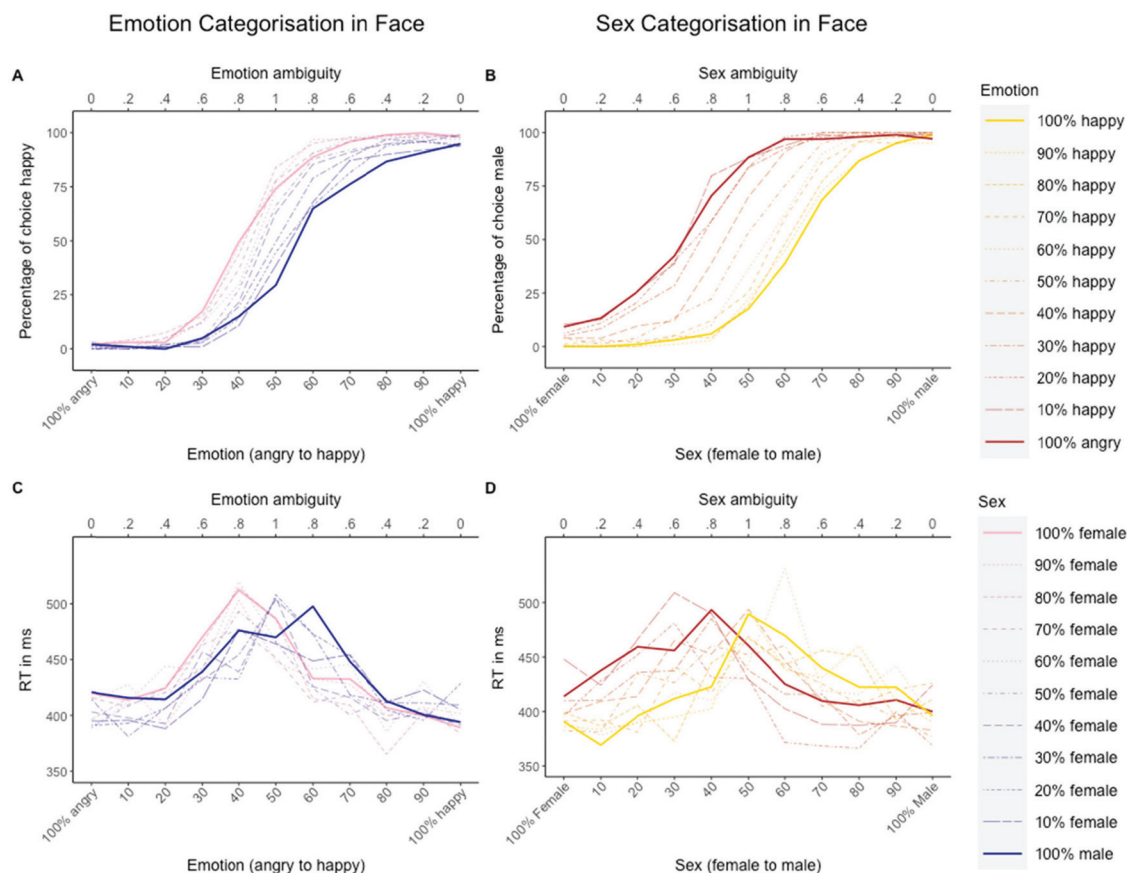 Emotion Categorisation in Face
Sex Categorisation in Face
A
Emotion ambiguity
0 .2 .4 .6 .8 1 .8 .6 .4 .2 0
Percentage of choice happy
100
75
50
25
0
100% angry 10 20 30 40 50 60 70 80 90 100% happy
Emotion (angry to happy)
B
Sex ambiguity
0 .2 .4 .6 .8 1 .8 .6 .4 .2 0
Percentage of choice male
100
75
50
25
0
100% female 10 20 30 40 50 60 70 80 90 100% male
Sex (female to male)
Emotion
100% happy
90% happy
80% happy
70% happy
60% happy
50% happy
40% happy
30% happy
20% happy
10% happy
100% angry
C
Emotion ambiguity
0 .2 .4 .6 .8 1 .8 .6 .4 .2 0
RT in ms
500
450
400
350
100% angry 10 20 30 40 50 60 70 80 90 100% happy
Emotion (angry to happy)
D
Sex ambiguity
0 .2 .4 .6 .8 1 .8 .6 .4 .2 0
RT in ms
500
450
400
350
100% Female 10 20 30 40 50 60 70 80 90 100% Male
Sex (female to male)
Sex
100% female
90% female
80% female
70% female
60% female
50% female
40% female
30% female
20% female
10% female
100% male